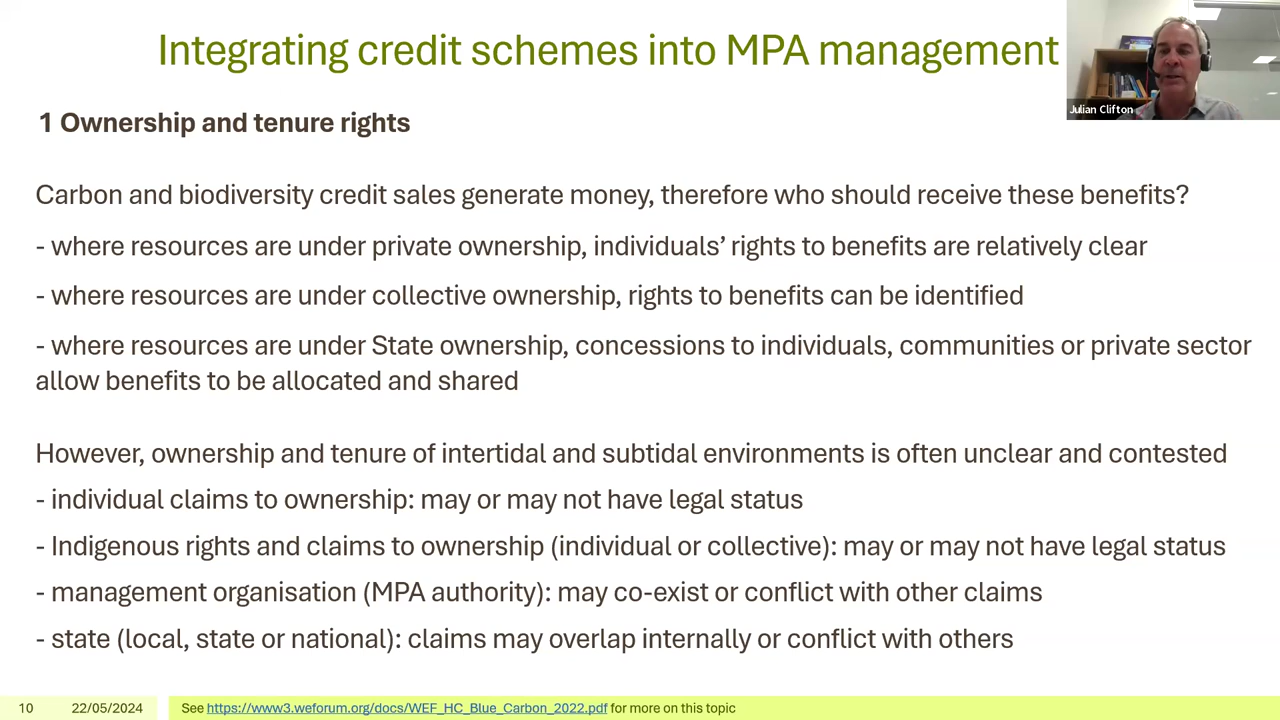 Integrating credit schemes into MPA management
Julian Clifton
1 Ownership and tenure rights
Carbon and biodiversity credit sales generate money, therefore who should receive these benefits?
- where resources are under private ownership, individuals’ rights to benefits are relatively clear
- where resources are under collective ownership, rights to benefits can be identified
- where resources are under State ownership, concessions to individuals, communities or private sector
allow benefits to be allocated and shared
However, ownership and tenure of intertidal and subtidal environments is often unclear and contested
- individual claims to ownership: may or may not have legal status
- Indigenous rights and claims to ownership (individual or collective): may or may not have legal status
- management organisation (MPA authority): may co-exist or conflict with other claims
- state (local, state or national): claims may overlap internally or conflict with others
10 22/05/2024 See https://www3.weforum.org/docs/WEF_HC_Blue_Carbon_2022.pdf for more on this topic